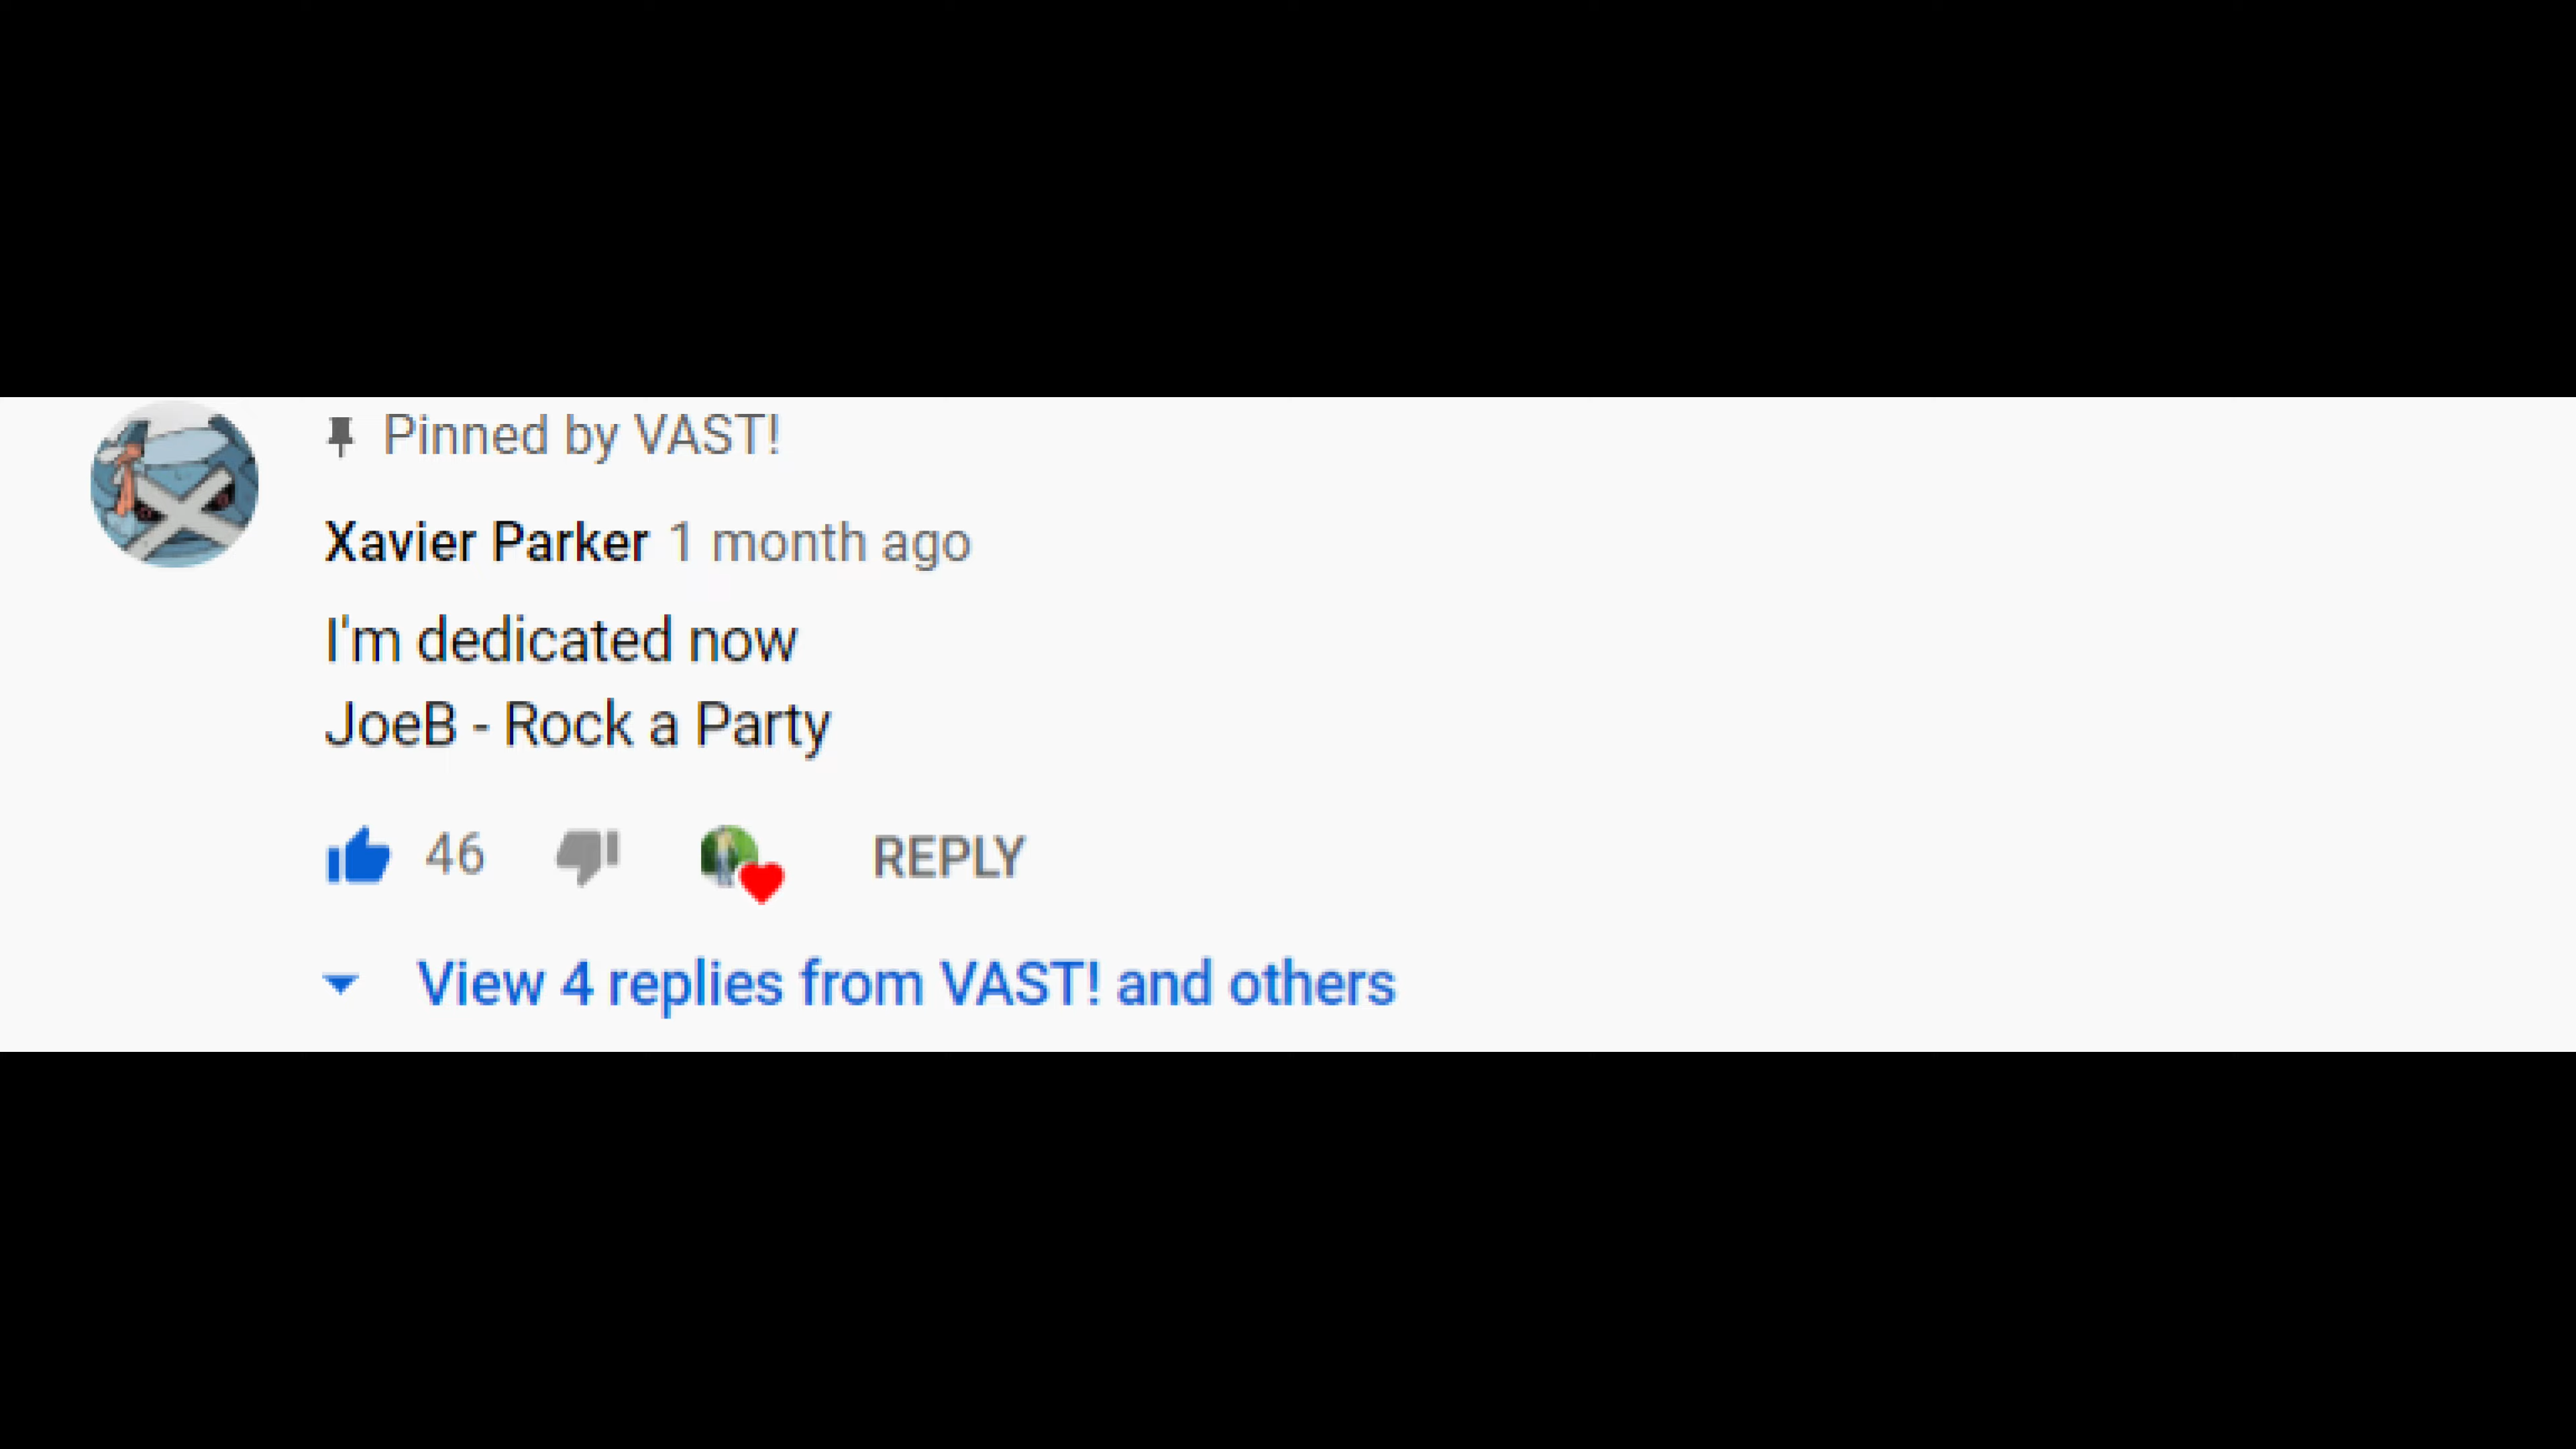 Pinned by VAST!
Xavier Parker 1 month ago
I'm dedicated now
JoeB - Rock a Party
46 REPLY
View 4 replies from VAST! and others